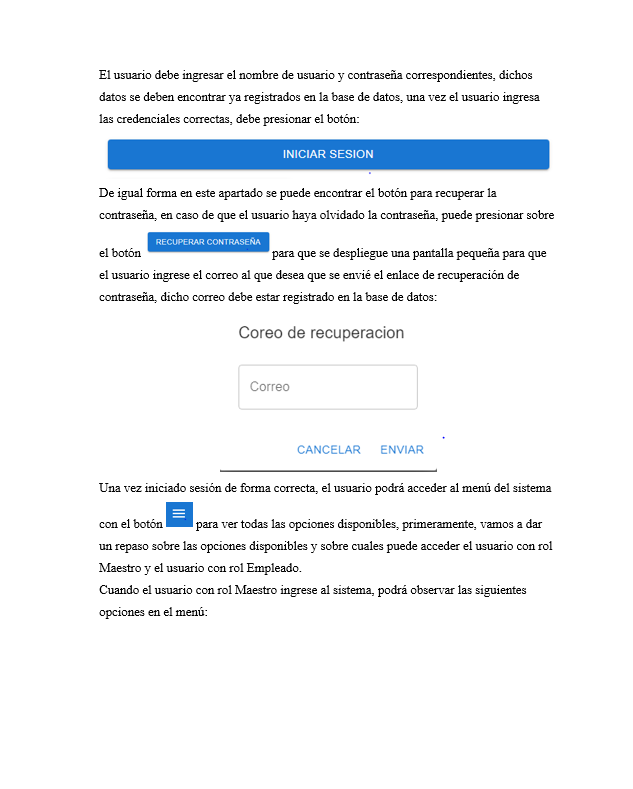 El usuario debe ingresar el nombre de usuario y contraseña correspondientes, dichos
datos se deben encontrar ya registrados en la base de datos, una vez el usuario ingresa
las credenciales correctas, debe presionar el botón:
INICIAR SESION
De igual forma en este apartado se puede encontrar el botón para recuperar la
contraseña, en caso de que el usuario haya olvidado la contraseña, puede presionar sobre
el botón RECUPERAR CONTRASEÑA para que se despliegue una pantalla pequeña para que
el usuario ingrese el correo al que desea que se envié el enlace de recuperación de
contraseña, dicho correo debe estar registrado en la base de datos:
Coreo de recuperacion
Correo
CANCELAR ENVIAR
Una vez iniciado sesión de forma correcta, el usuario podrá acceder al menú del sistema
con el botón para ver todas las opciones disponibles, primeramente, vamos a dar
un repaso sobre las opciones disponibles y sobre cuales puede acceder el usuario con rol
Maestro y el usuario con rol Empleado.
Cuando el usuario con rol Maestro ingrese al sistema, podrá observar las siguientes
opciones en el menú: